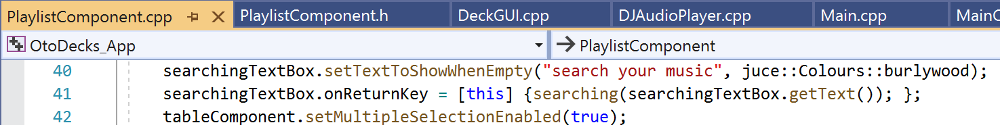 PlaylistComponent.cpp PlaylistComponent.h DeckGUI.cpp DJAudioPlayer.cpp Main.cpp MainC
OtoDecks_App PlaylistComponent
40 searchingTextBox.setTextToShowWhenEmpty("search your music", juce::Colours::burlywood);
41 searchingTextBox.onReturnKey = [this] {searching(searchingTextBox.getText()); };
42 tableComponent.setMultipleSelectionEnabled(true);